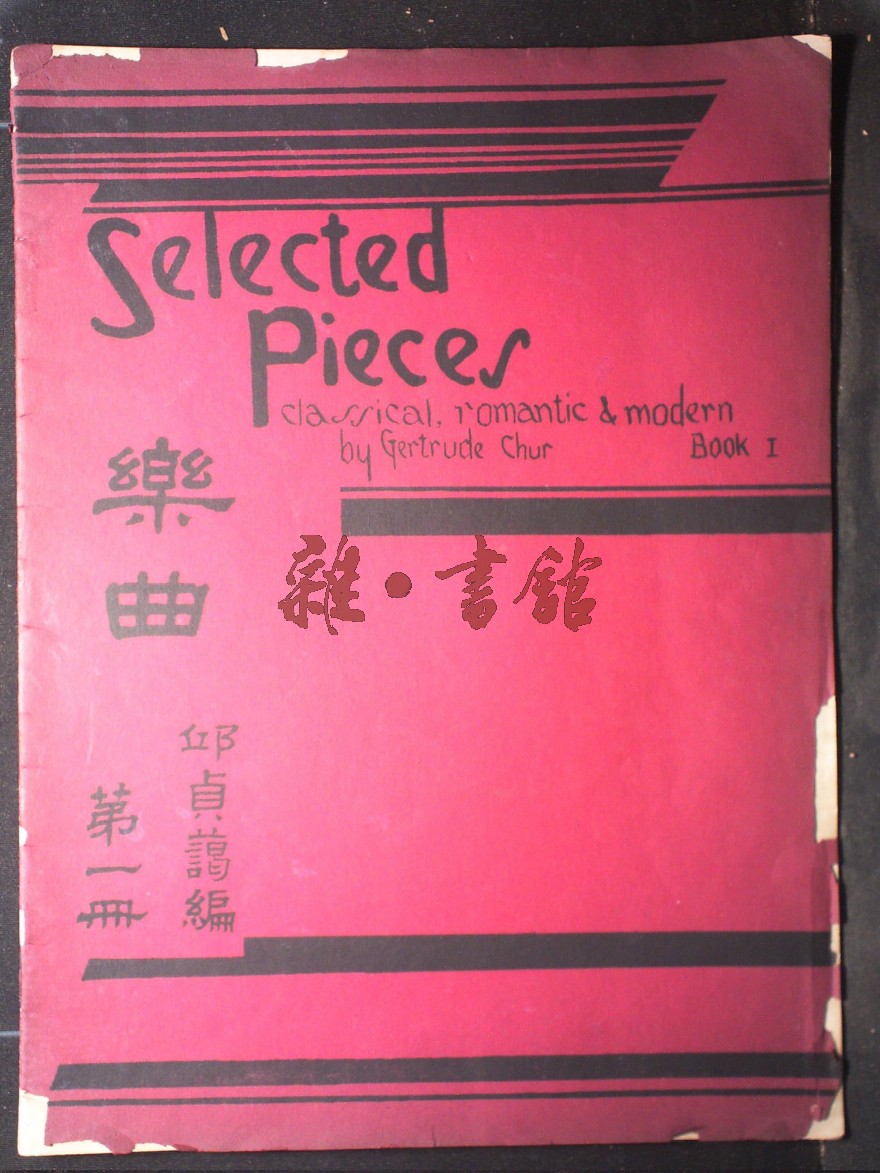 Selected
Pieces
classical, romantic & modern
by Gertrude Chur
Book I
樂曲
雜·書館
邱貞藹編
第一冊